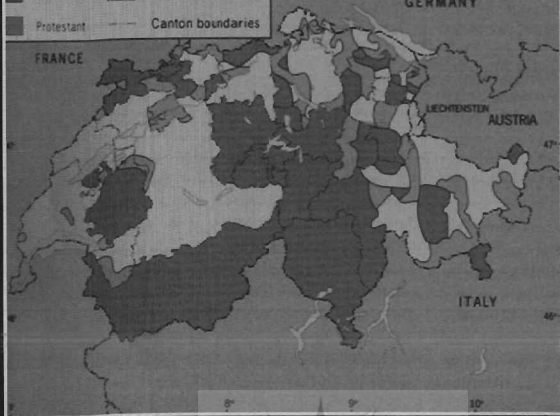 GERMANY
Protestant
Canton boundaries
FRANCE
LIECHTENSTEIN
AUSTRIA
47°
ITALY
46°
8°
9°
10°